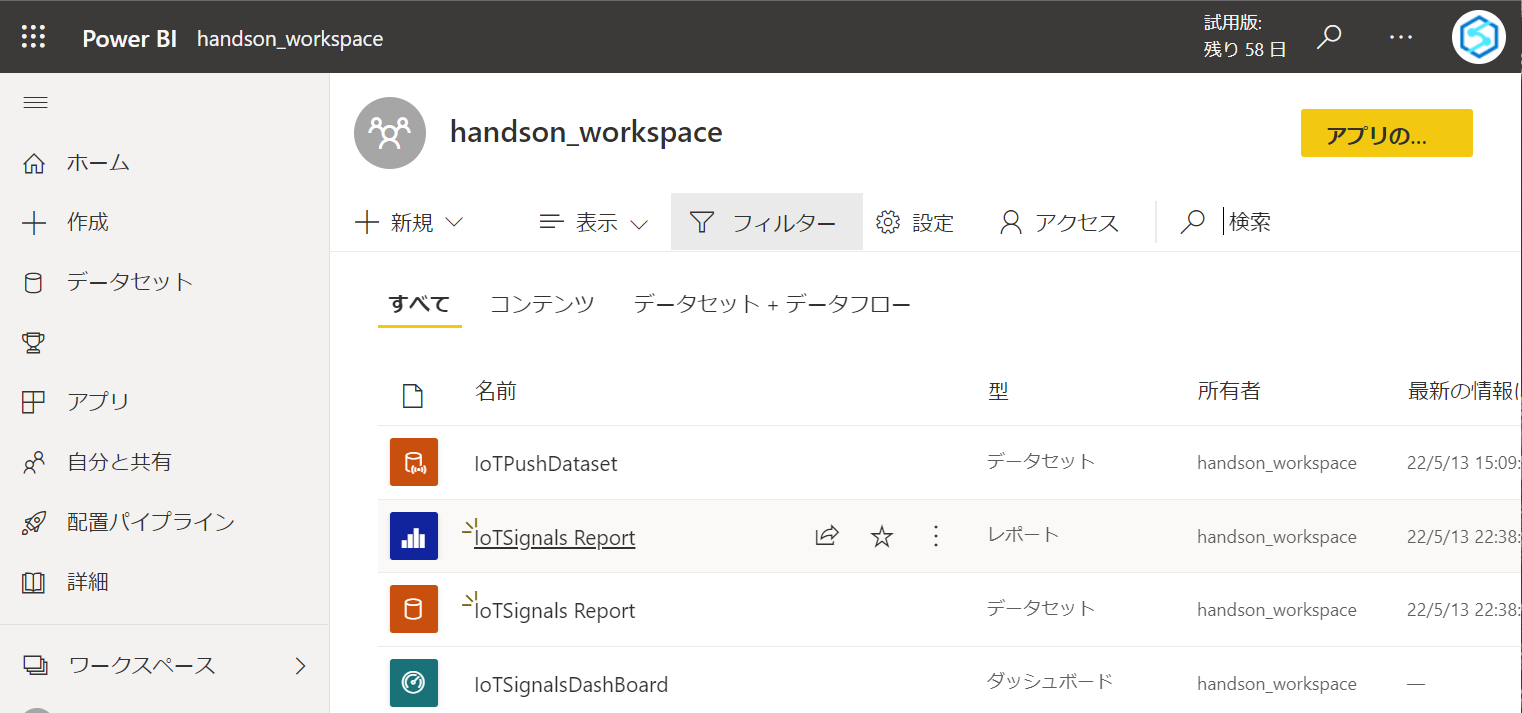 Power BI handson_workspace
試用版:
残り 58 日
ホーム
作成
データセット
アプリ
自分と共有
配置パイプライン
詳細
ワークスペース
handson_workspace
アプリの...
新規 表示 フィルター 設定 アクセス 検索
すべて コンテンツ データセット + データフロー
名前 型 所有者 最新の情報に
IoTPushDataset データセット handson_workspace 22/5/13 15:09:
IoTSignals Report レポート handson_workspace 22/5/13 22:38:
IoTSignals Report データセット handson_workspace 22/5/13 22:38:
IoTSignalsDashBoard ダッシュボード handson_workspace —